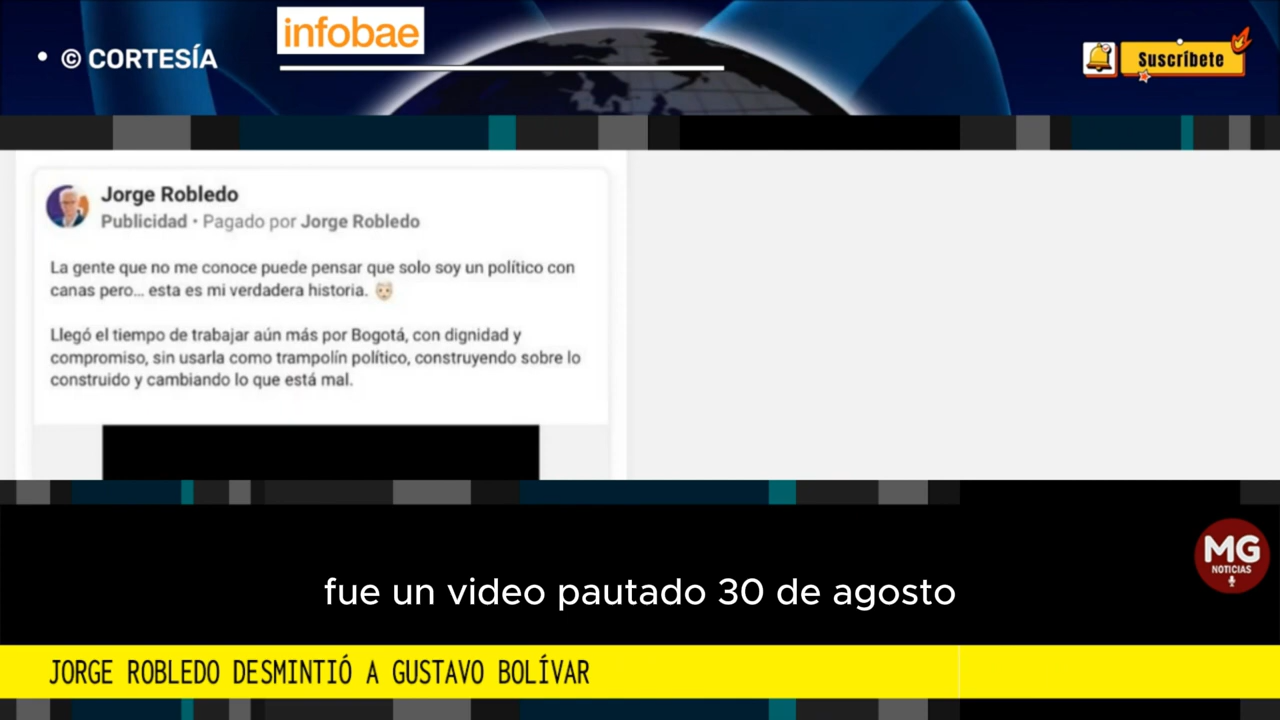 • © CORTESÍA
infobae
Suscríbete
Jorge Robledo
Publicidad • Pagado por Jorge Robledo
La gente que no me conoce puede pensar que solo soy un político con
canas pero... esta es mi verdadera historia.
Llegó el tiempo de trabajar aún más por Bogotá, con dignidad y
compromiso, sin usarla como trampolín político, construyendo sobre lo
construido y cambiando lo que está mal.
MG
NOTICIAS
fue un video pautado 30 de agosto
JORGE ROBLEDO DESMINTIÓ A GUSTAVO BOLÍVAR